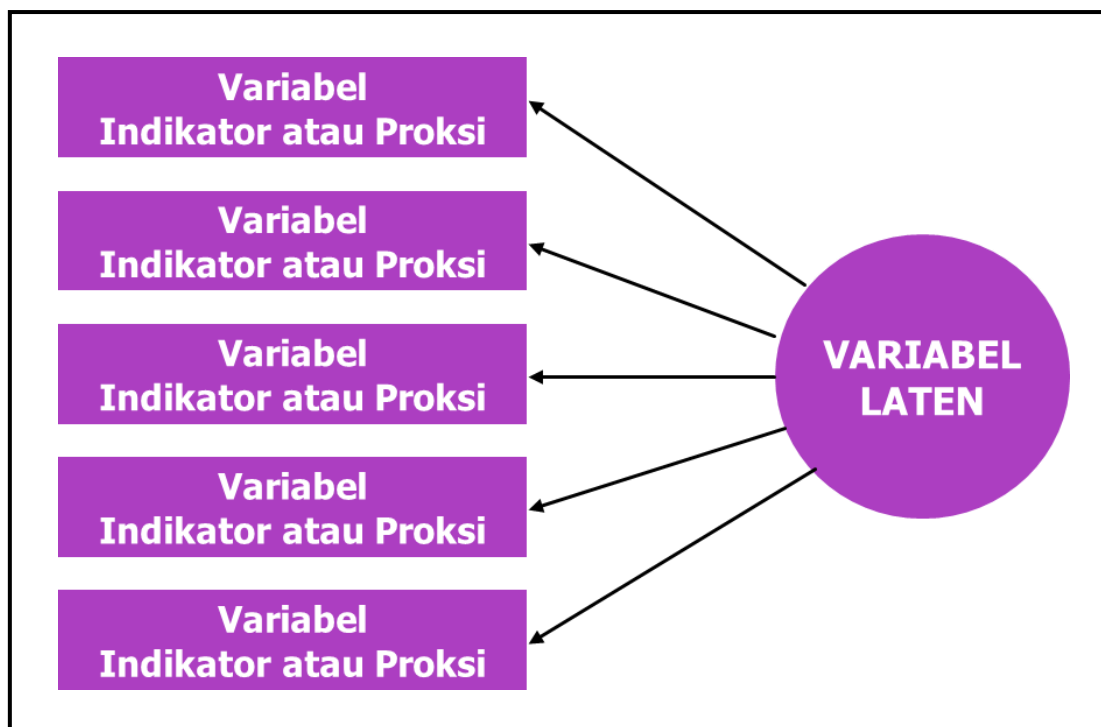 Variabel
Indikator atau Proksi
Variabel
Indikator atau Proksi
Variabel
Indikator atau Proksi
Variabel
Indikator atau Proksi
Variabel
Indikator atau Proksi
VARIABEL
LATEN